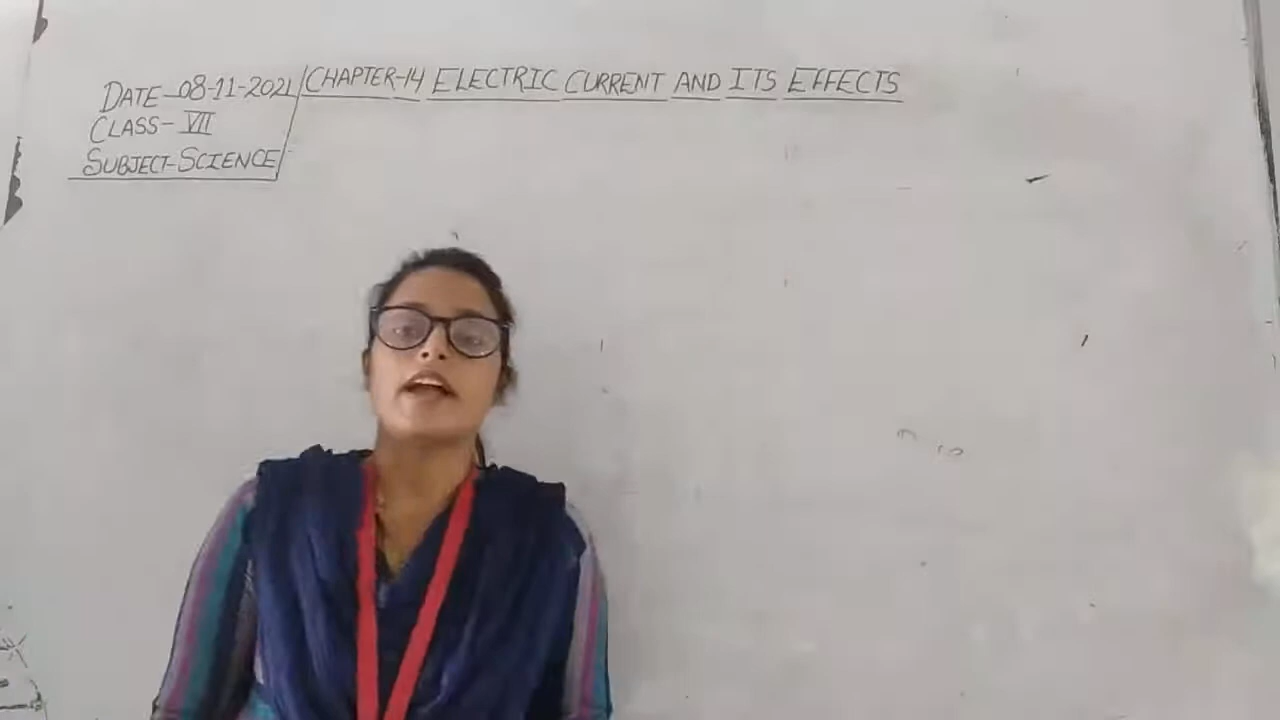 DATE-08-11-2021
CLASS-VII
SUBJECT-SCIENCE
CHAPTER-14 ELECTRIC CURRENT AND ITS EFFECTS